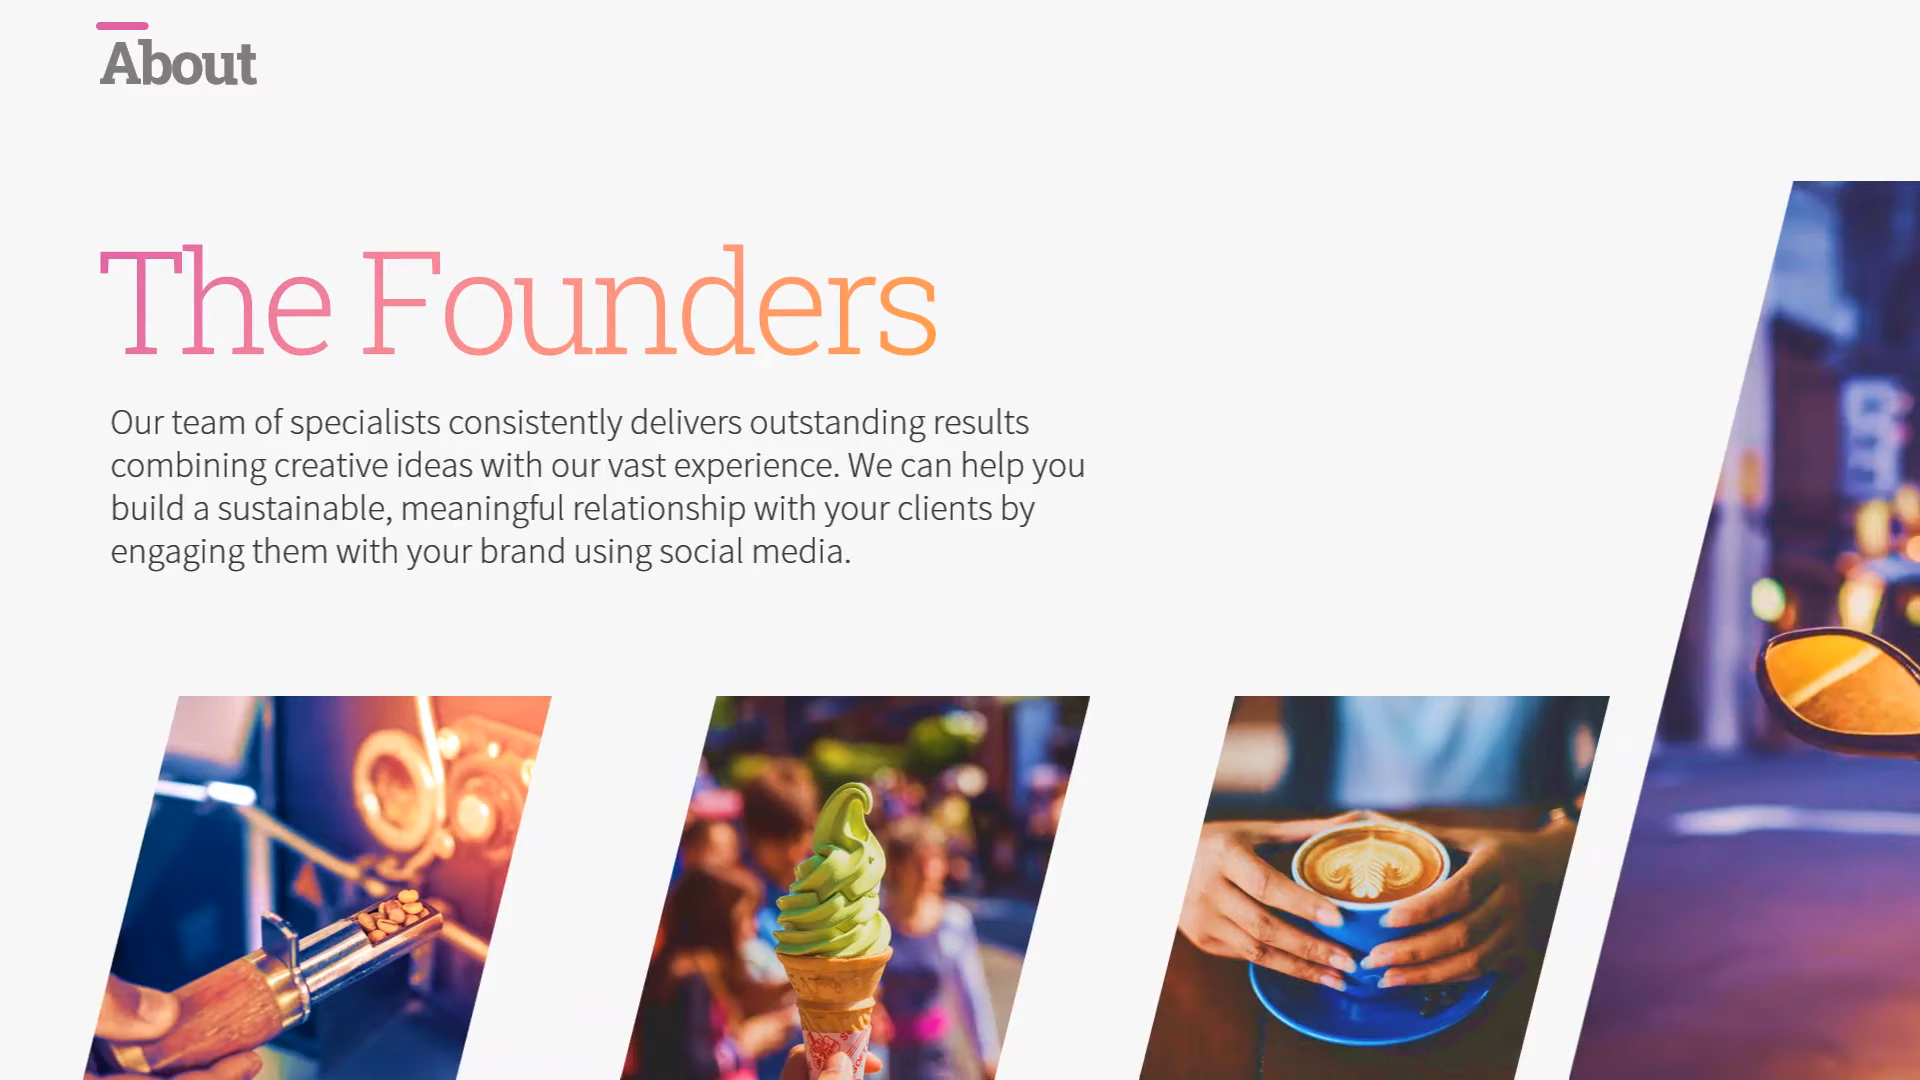 About
The Founders
Our team of specialists consistently delivers outstanding results
combining creative ideas with our vast experience. We can help you
build a sustainable, meaningful relationship with your clients by
engaging them with your brand using social media.